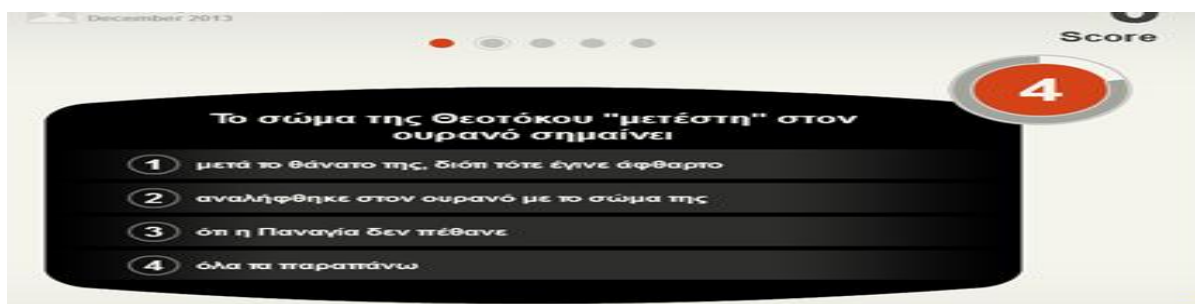 December 2013
Score
4
Το σώμα της Θεοτόκου "μετέστη" στον
ουρανό σημαίνει
1 μετά το θάνατο της, διότι τότε έγινε άφθαρτο
2 αναλήφθηκε στον ουρανό με το σώμα της
3 ότι η Παναγία δεν πέθανε
4 όλα τα παραπάνω